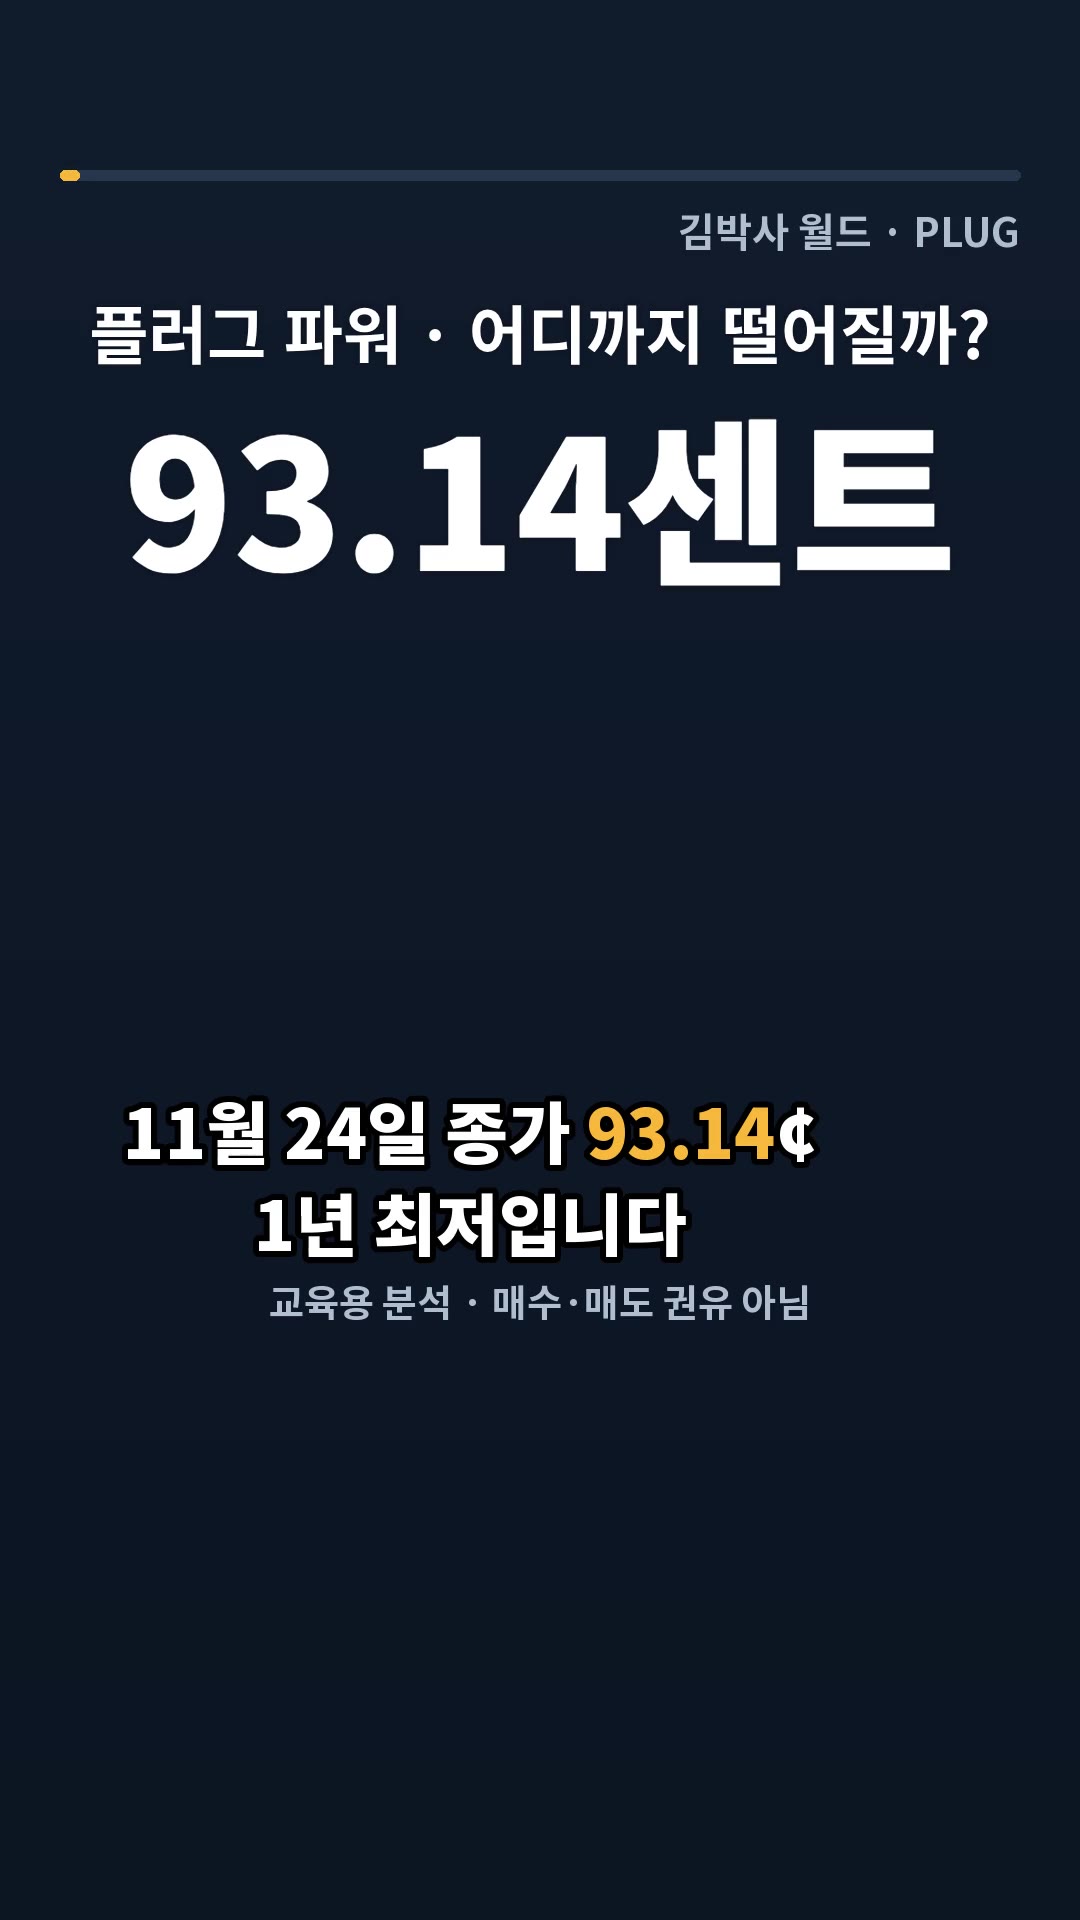 김박사 월드 · PLUG
플러그 파워 · 어디까지 떨어질까?
93.14센트
11월 24일 종가 93.14¢
1년 최저입니다
교육용 분석 · 매수·매도 권유 아님